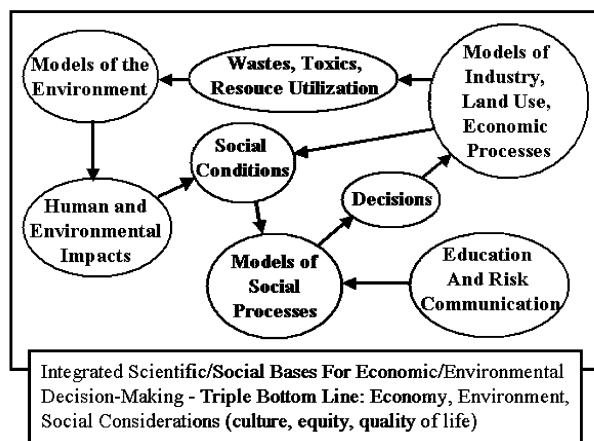 Models of the
Environment
Wastes, Toxics,
Resouce Utilization
Models of
Industry,
Land Use,
Economic
Processes
Social
Conditions
Human and
Environmental
Impacts
Decisions
Models of
Social
Processes
Education
And Risk
Communication
Integrated Scientific/Social Bases For Economic/Environmental
Decision-Making - Triple Bottom Line: Economy, Environment,
Social Considerations (culture, equity, quality of life)